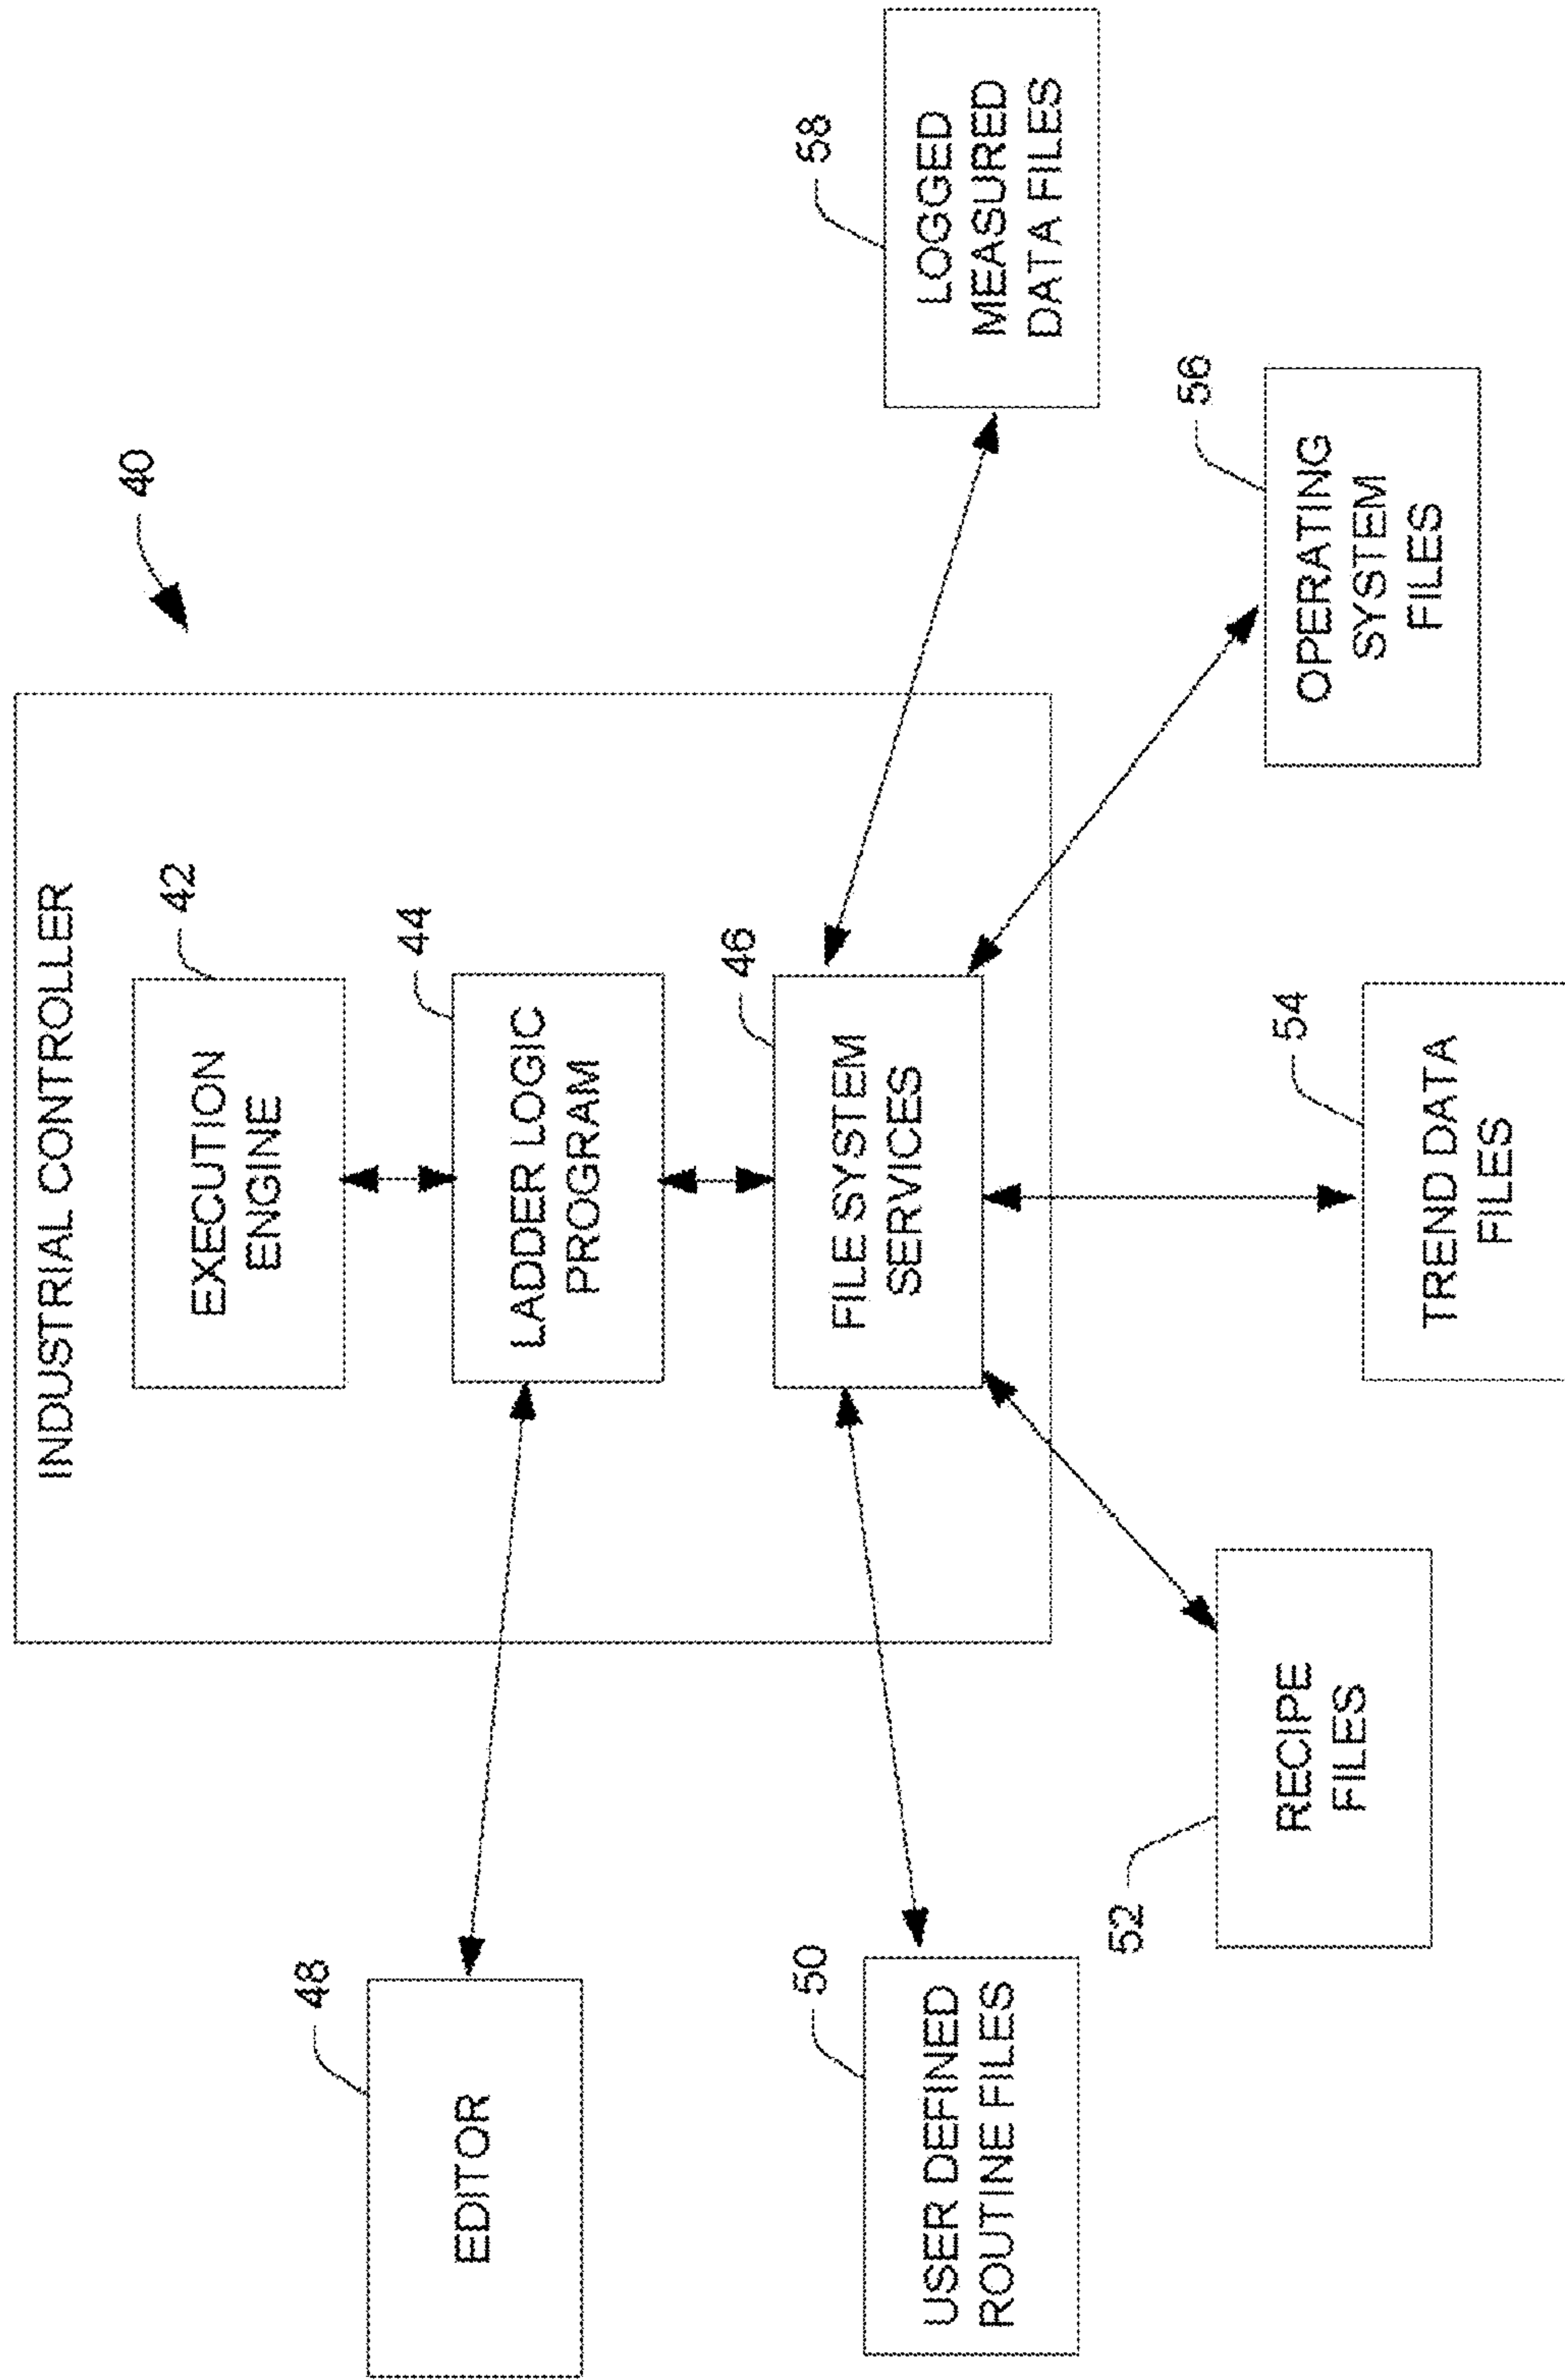 INDUSTRIAL CONTROLLER
40
42
EXECUTION
ENGINE
44
LADDER LOGIC
PROGRAM
46
FILE SYSTEM
SERVICES
48
EDITOR
50
USER DEFINED
ROUTINE FILES
52
RECIPE
FILES
54
TREND DATA
FILES
56
OPERATING
SYSTEM
FILES
58
LOGGED
MEASURED
DATA FILES